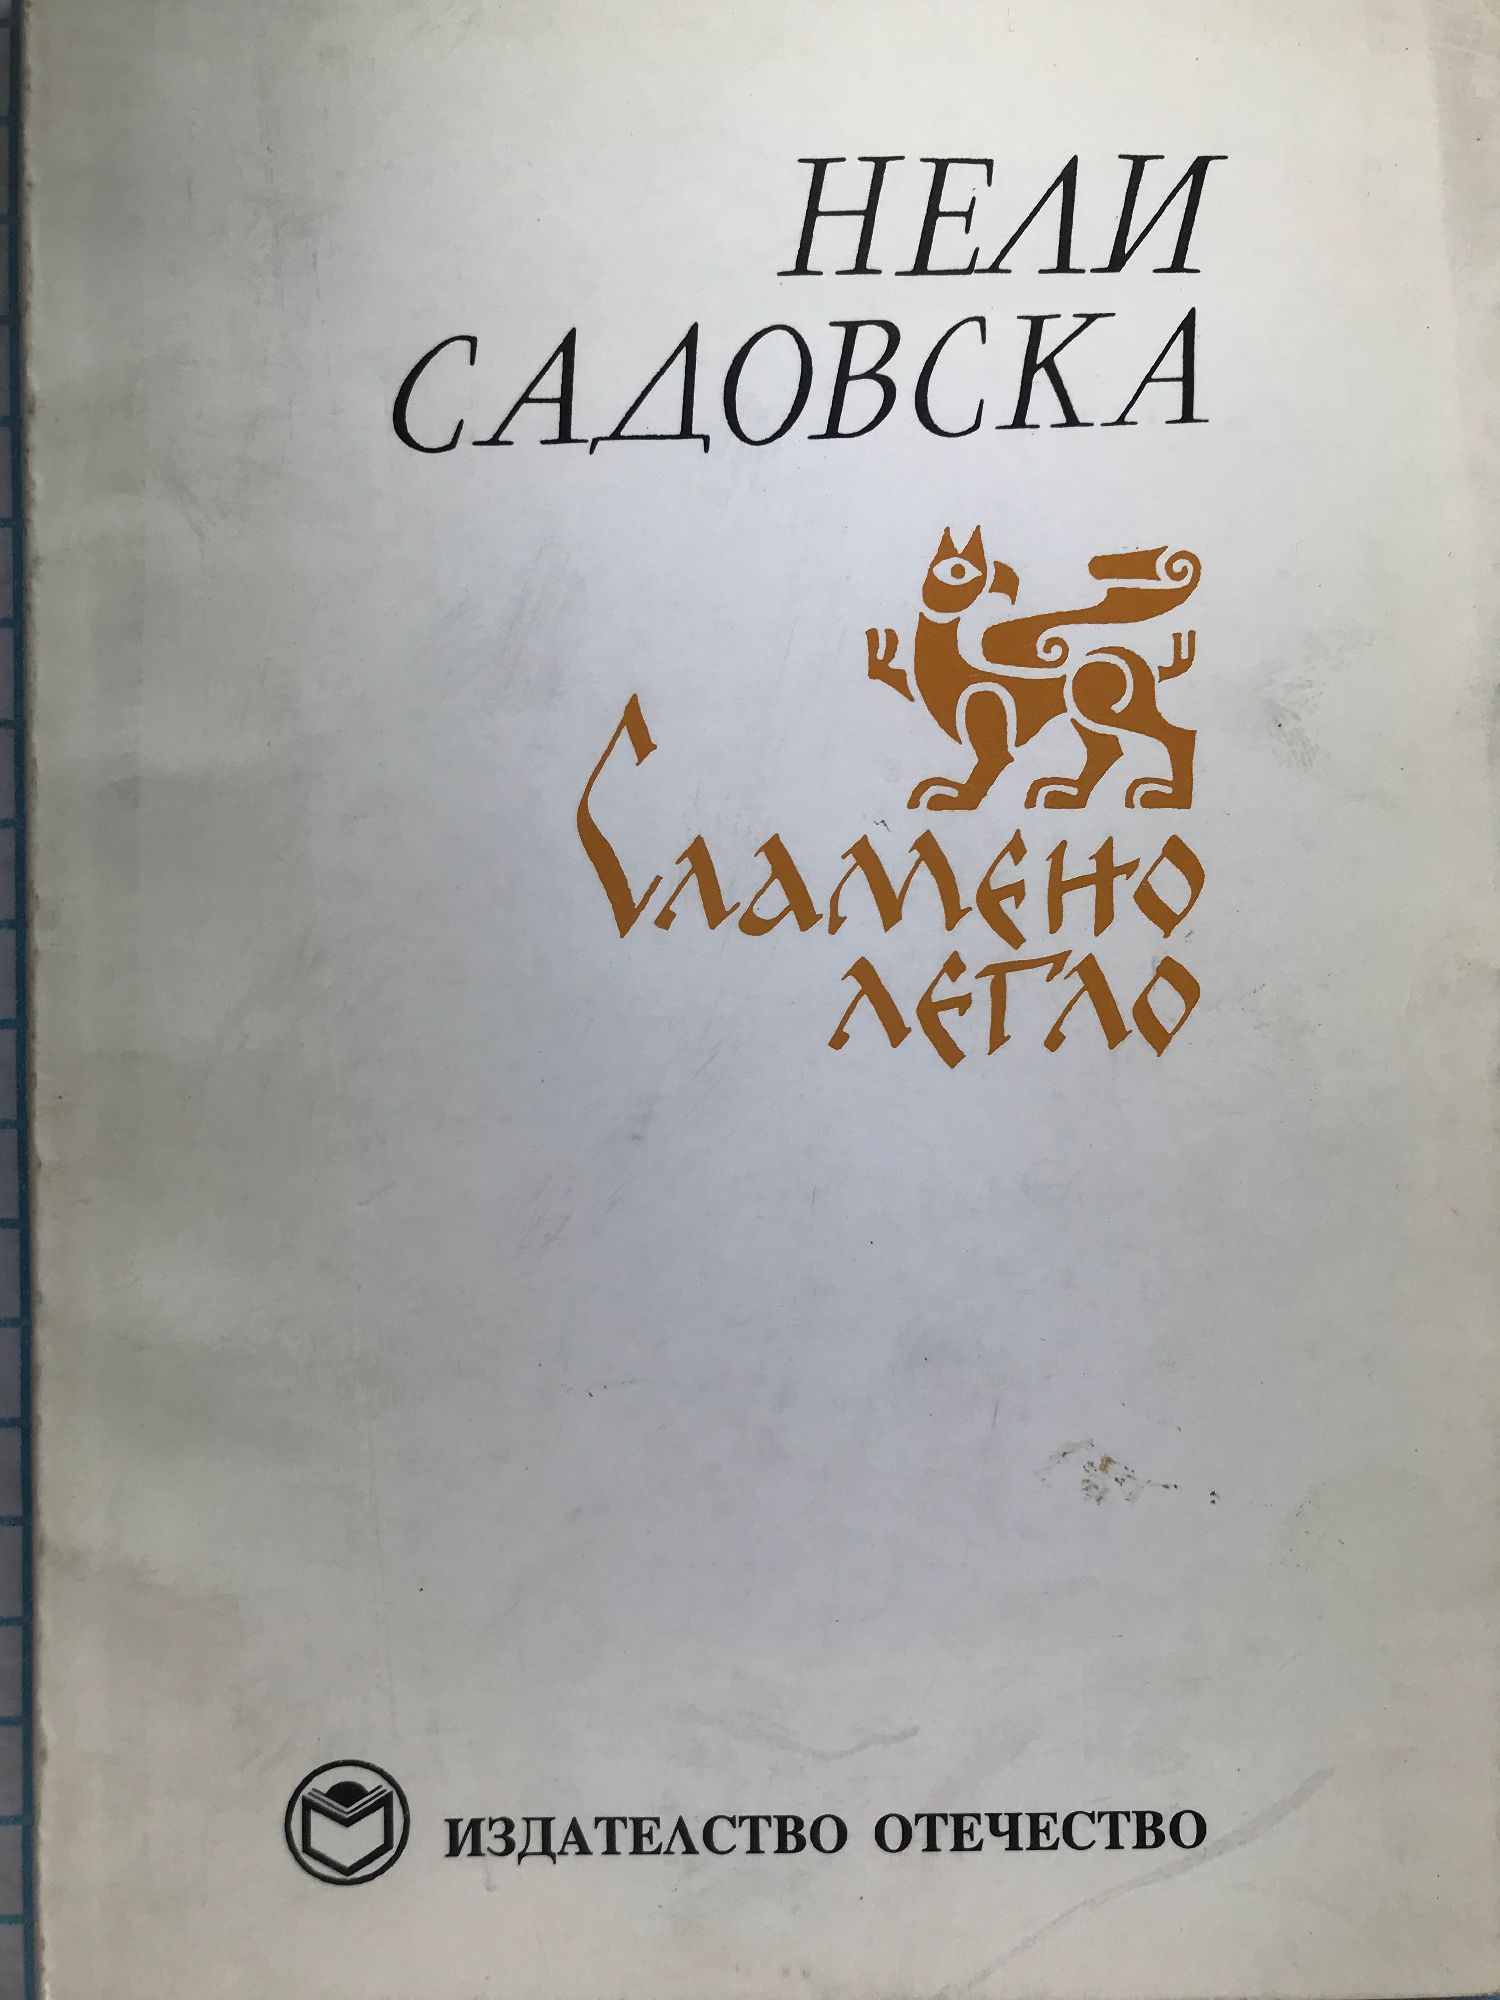 НЕЛИ
САДОВСКА
Сламено
легло
ИЗДАТЕЛСТВО ОТЕЧЕСТВО